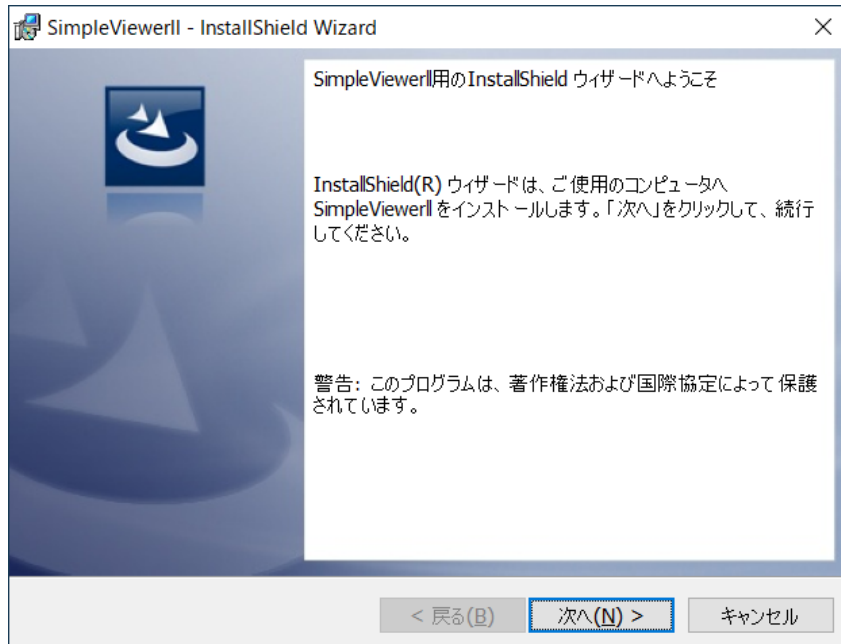 SimpleViewerII - InstallShield Wizard
SimpleViewerII用のInstallShield ウィザードへようこそ
InstallShield(R) ウィザードは、ご使用のコンピュータへ
SimpleViewerII をインストールします。「次へ」をクリックして、続行
してください。
警告: このプログラムは、著作権法および国際協定によって保護
されています。
< 戻る(B)
次へ(N) >
キャンセル